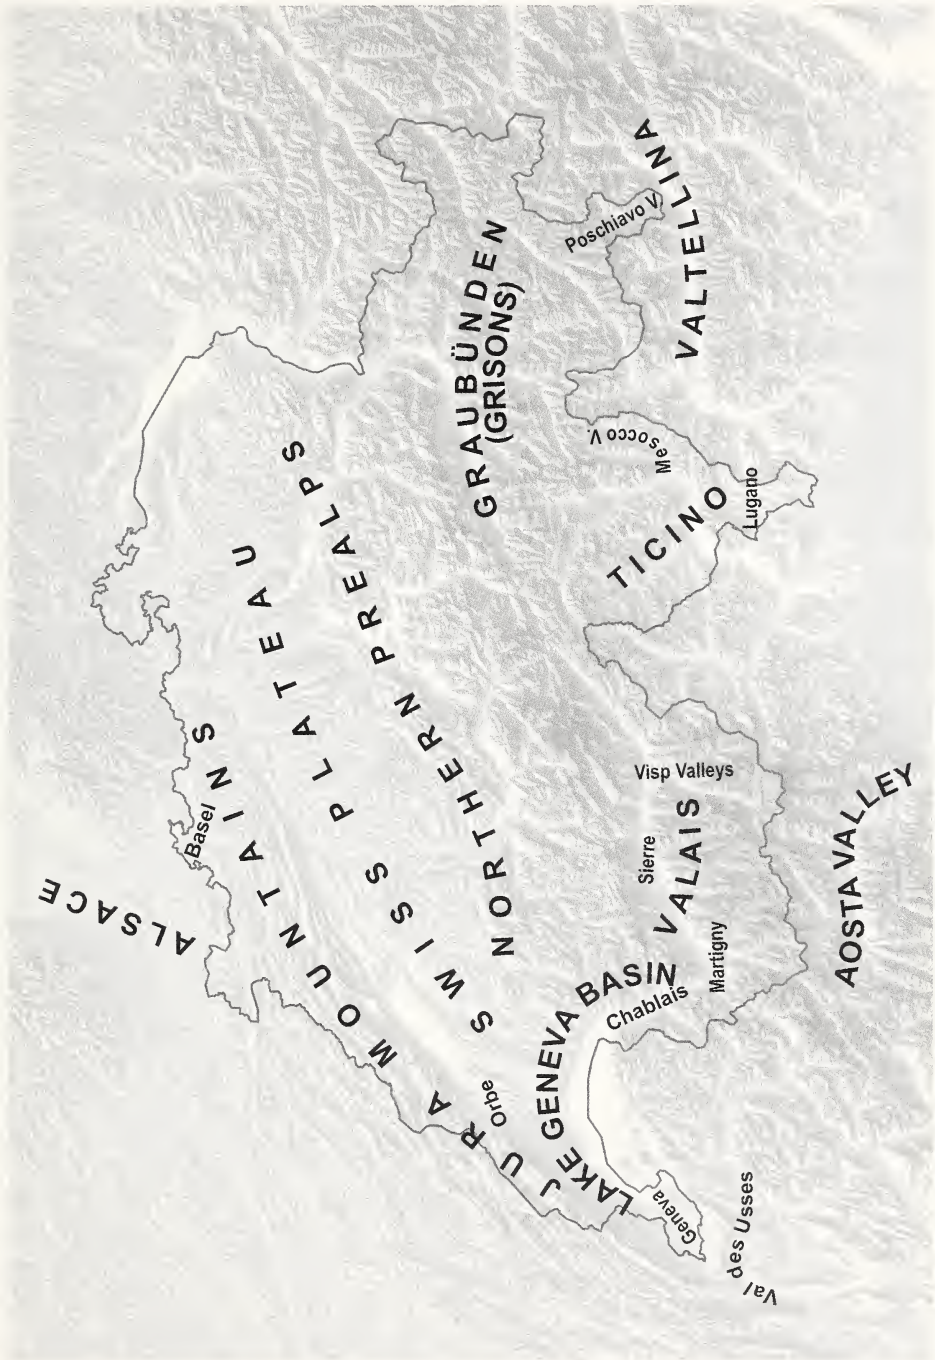 ALSACE
Basel
JURA MOUNTAINS
SWISS PLATEAU
NORTHERN PREALPS
Orbe
LAKE GENEVA BASIN
Geneva
Val des Usses
Chablais
Martigny
Sierre
VALAIS
Visp Valleys
AOSTA VALLEY
TICINO
Lugano
Mesocco V.
GRAUBÜNDEN
(GRISONS)
Poschiavo V.
VALTELLINA